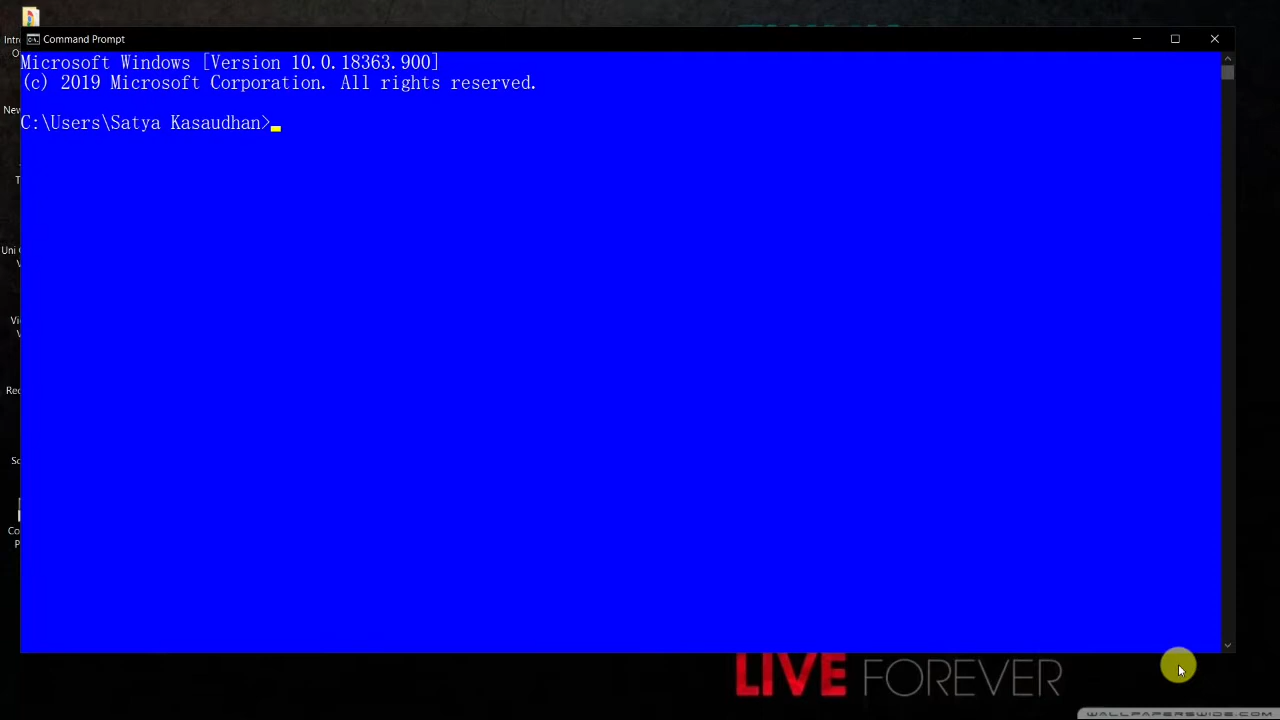 Command Prompt
Microsoft Windows [Version 10.0.18363.900]
(c) 2019 Microsoft Corporation. All rights reserved.
C:\Users\Satya Kasaudhan>
LIVE FOREVER
WALLPAPERSWIDE.COM